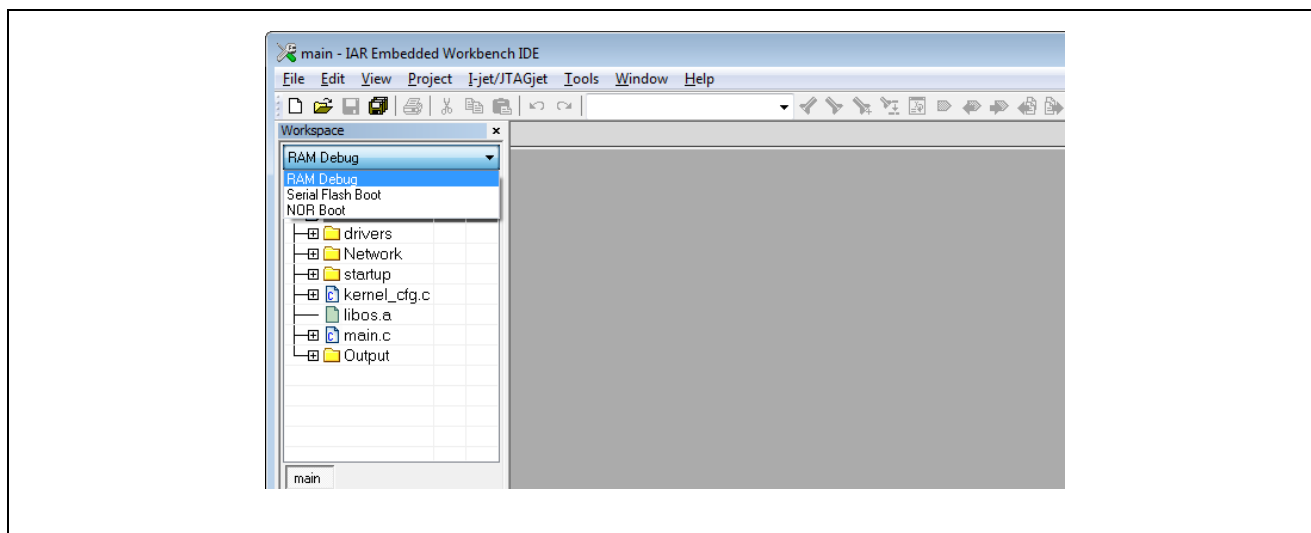 main - IAR Embedded Workbench IDE
File Edit View Project I-jet/JTAGjet Tools Window Help
Workspace x
RAM Debug
RAM Debug
Serial Flash Boot
NOR Boot
drivers
Network
startup
kernel_cfg.c
libos.a
main.c
Output
main